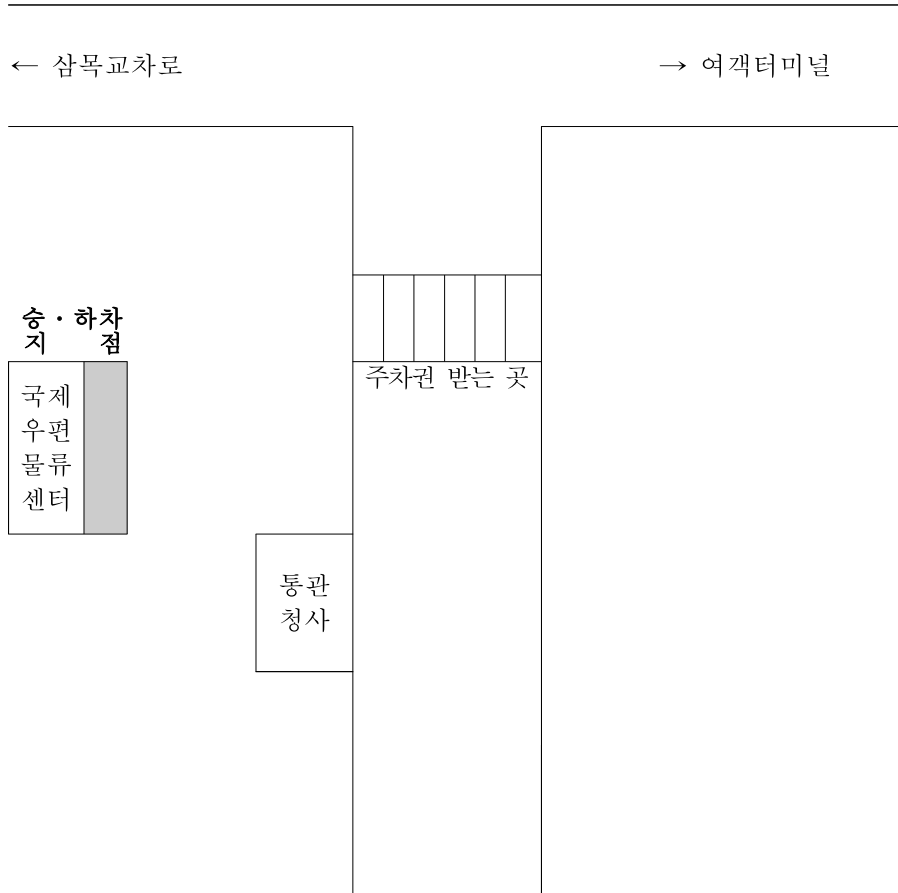 ← 삼목교차로
→ 여객터미널
승 · 하차
지 점
국제
우편
물류
센터
주차권 받는 곳
통관
청사